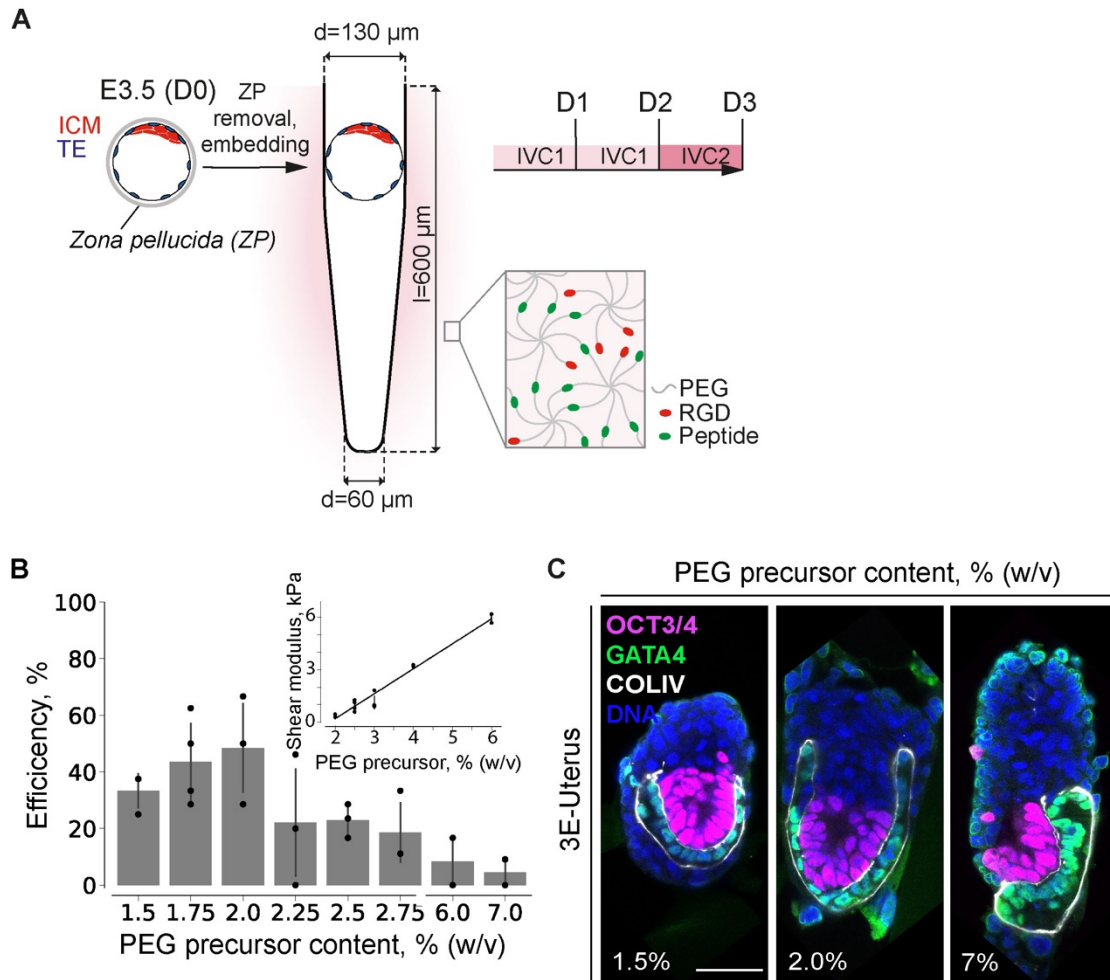 A
d=130 µm
E3.5 (D0)
ICM
TE
ZP
removal,
embedding
Zona pellucida (ZP)
l=600 µm
d=60 µm
D1
D2
D3
IVC1
IVC1
IVC2
PEG
RGD
Peptide
B
Efficicency, %
100
80
60
40
20
0
1.5
1.75
2.0
2.25
2.5
2.75
6.0
7.0
PEG precursor content, % (w/v)
Shear modulus, kPa
6
3
0
2
3
4
5
6
PEG precursor, % (w/v)
C
PEG precursor content, % (w/v)
3E-Uterus
OCT3/4
GATA4
COLIV
DNA
1.5%
2.0%
7%